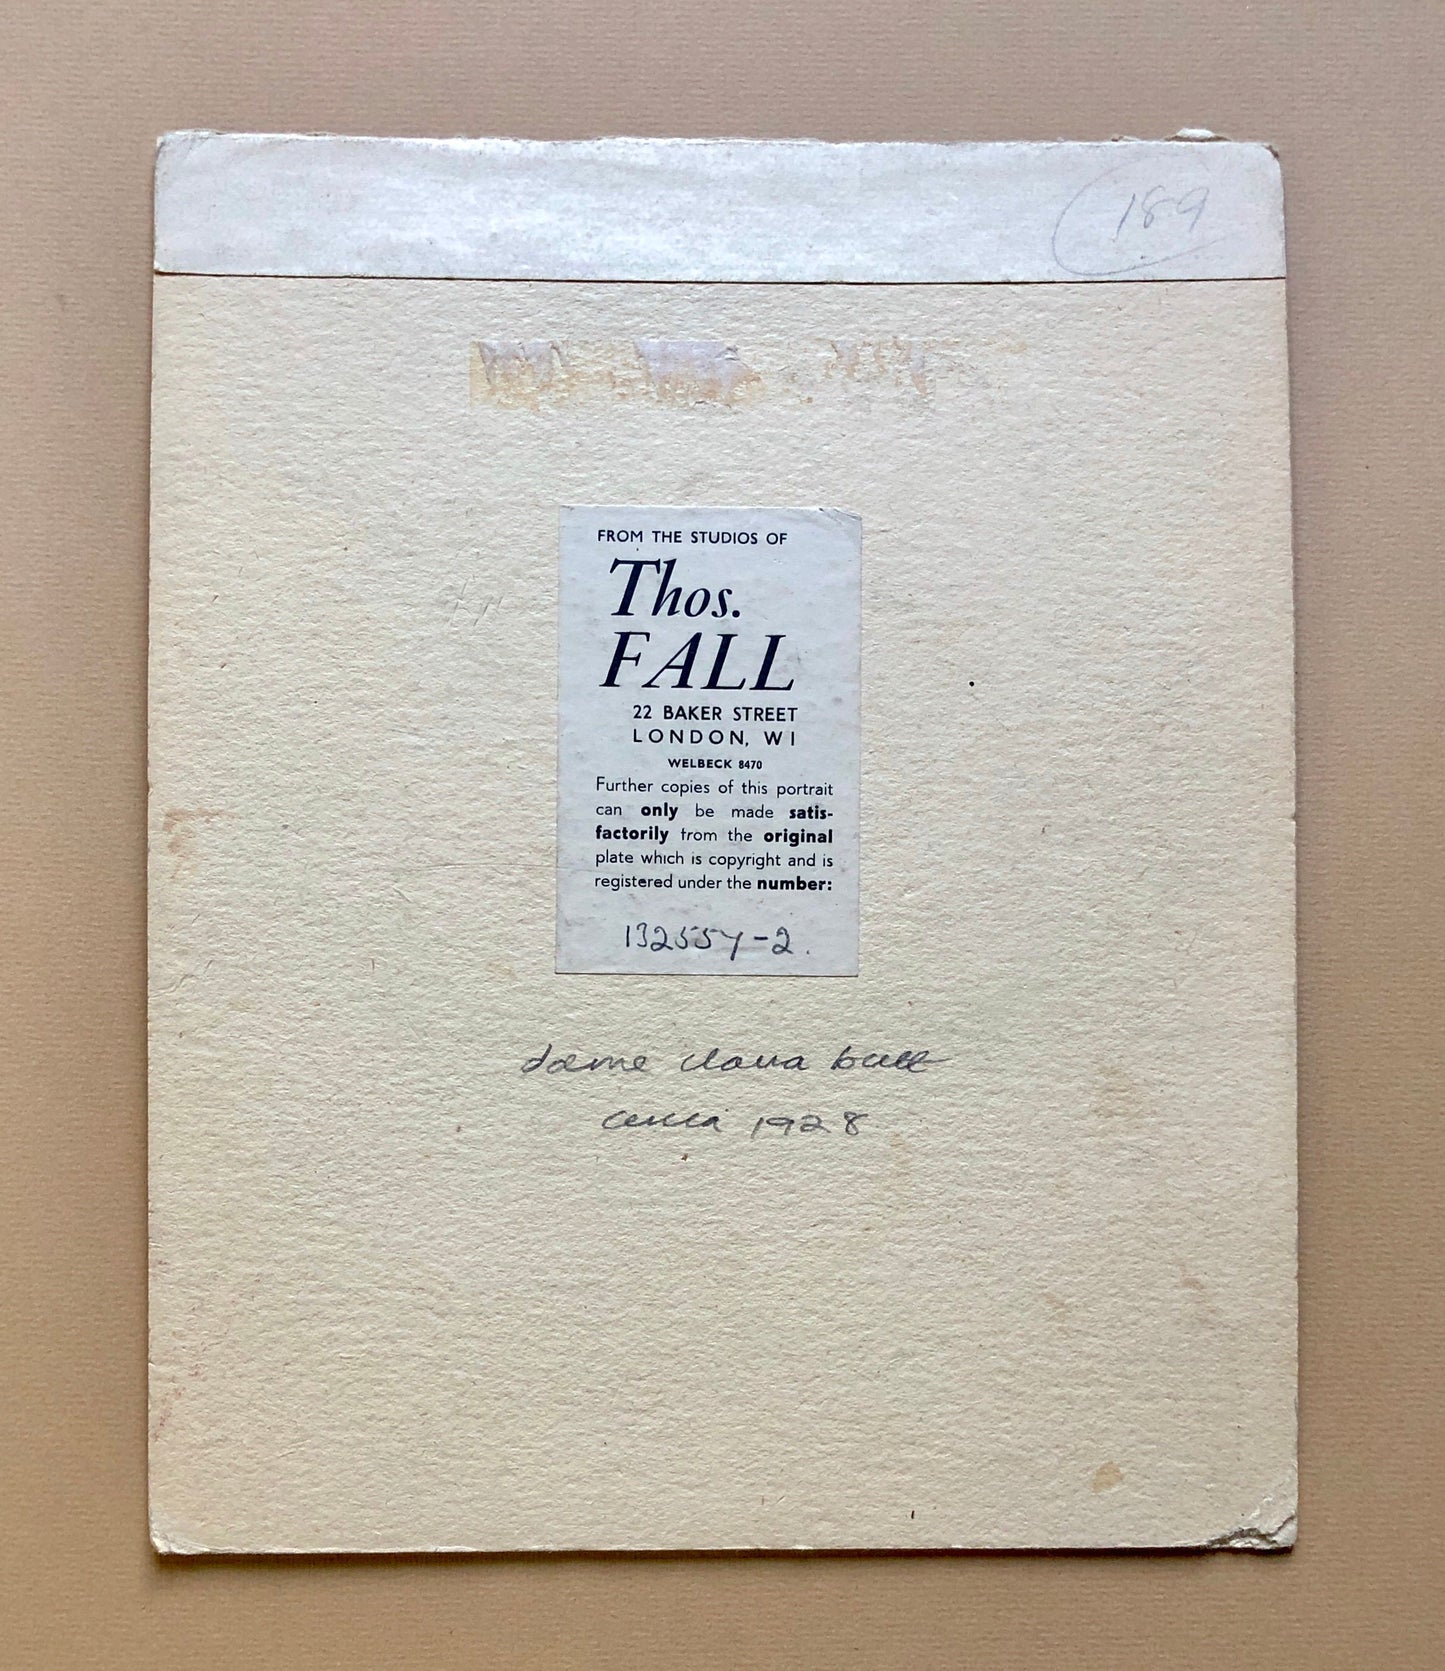 189
FROM THE STUDIOS OF
Thos.
FALL
22 BAKER STREET
LONDON, W I
WELBECK 8470
Further copies of this portrait
can only be made satis-
factorily from the original
plate which is copyright and is
registered under the number:
132554-2.
dame clara butt
circa 1928